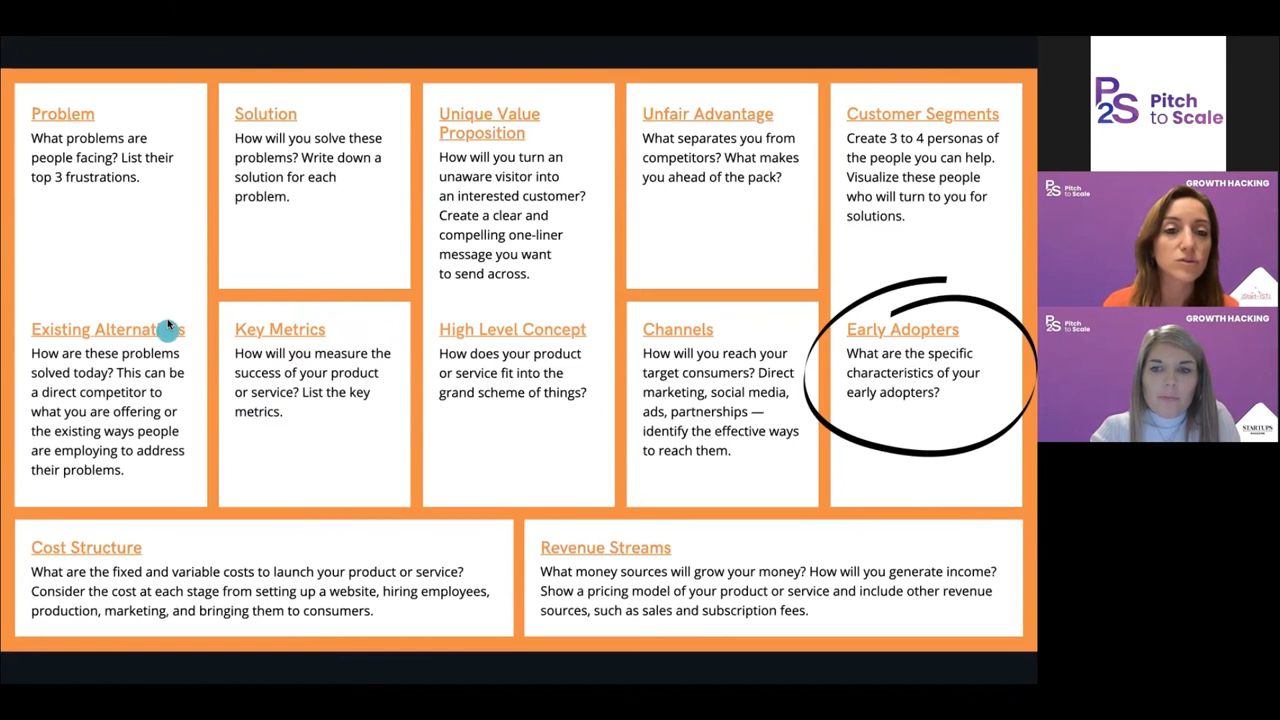 Problem
What problems are
people facing? List their
top 3 frustrations.
Existing Alternatives
How are these problems
solved today? This can be
a direct competitor to
what you are offering or
the existing ways people
are employing to address
their problems.
Solution
How will you solve these
problems? Write down a
solution for each
problem.
Key Metrics
How will you measure the
success of your product
or service? List the key
metrics.
Unique Value
Proposition
How will you turn an
unaware visitor into
an interested customer?
Create a clear and
compelling one-liner
message you want
to send across.
High Level Concept
How does your product
or service fit into the
grand scheme of things?
Unfair Advantage
What separates you from
competitors? What makes
you ahead of the pack?
Channels
How will you reach your
target consumers? Direct
marketing, social media,
ads, partnerships —
identify the effective ways
to reach them.
Customer Segments
Create 3 to 4 personas of
the people you can help.
Visualize these people
who will turn to you for
solutions.
Early Adopters
What are the specific
characteristics of your
early adopters?
Cost Structure
What are the fixed and variable costs to launch your product or service?
Consider the cost at each stage from setting up a website, hiring employees,
production, marketing, and bringing them to consumers.
Revenue Streams
What money sources will grow your money? How will you generate income?
Show a pricing model of your product or service and include other revenue
sources, such as sales and subscription fees.
P2S Pitch
to Scale
P2S Pitch
to Scale
GROWTH HACKING
P2S Pitch
to Scale
GROWTH HACKING
STARTUPS